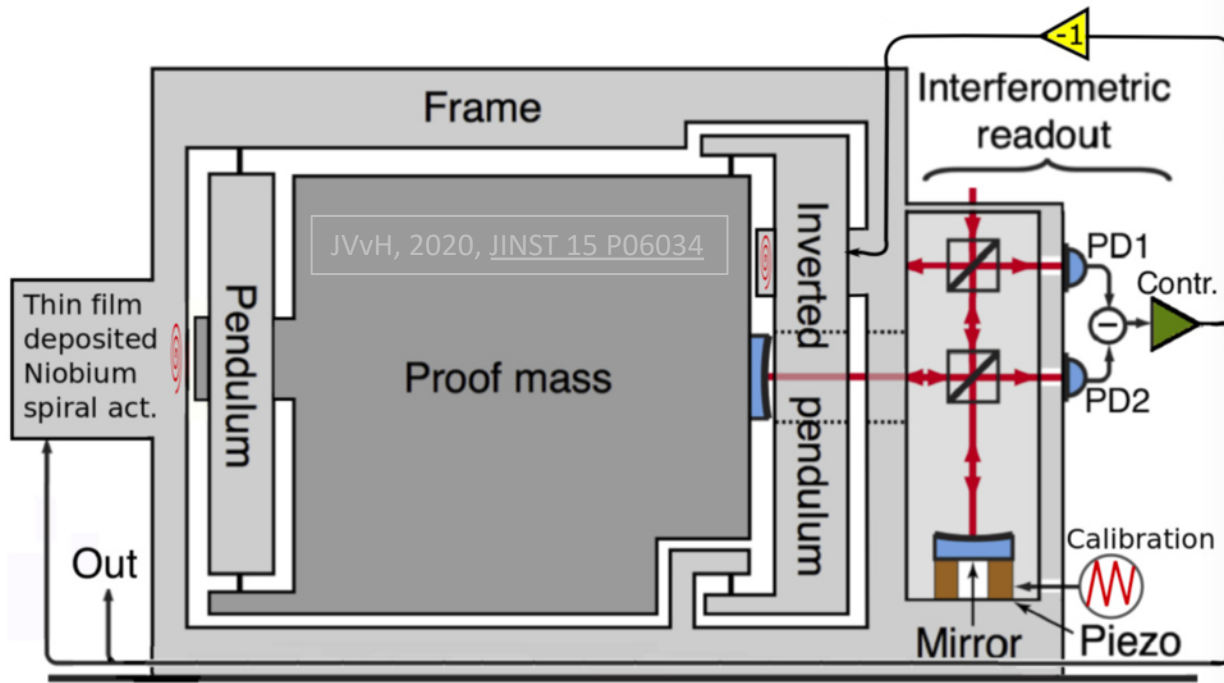 -1
Frame
Interferometric
readout
JVvH, 2020, JINST 15 P06034
Thin film
deposited
Niobium
spiral act.
Pendulum
Proof mass
Inverted pendulum
PD1
Contr.
−
PD2
Out
Calibration
Mirror
Piezo